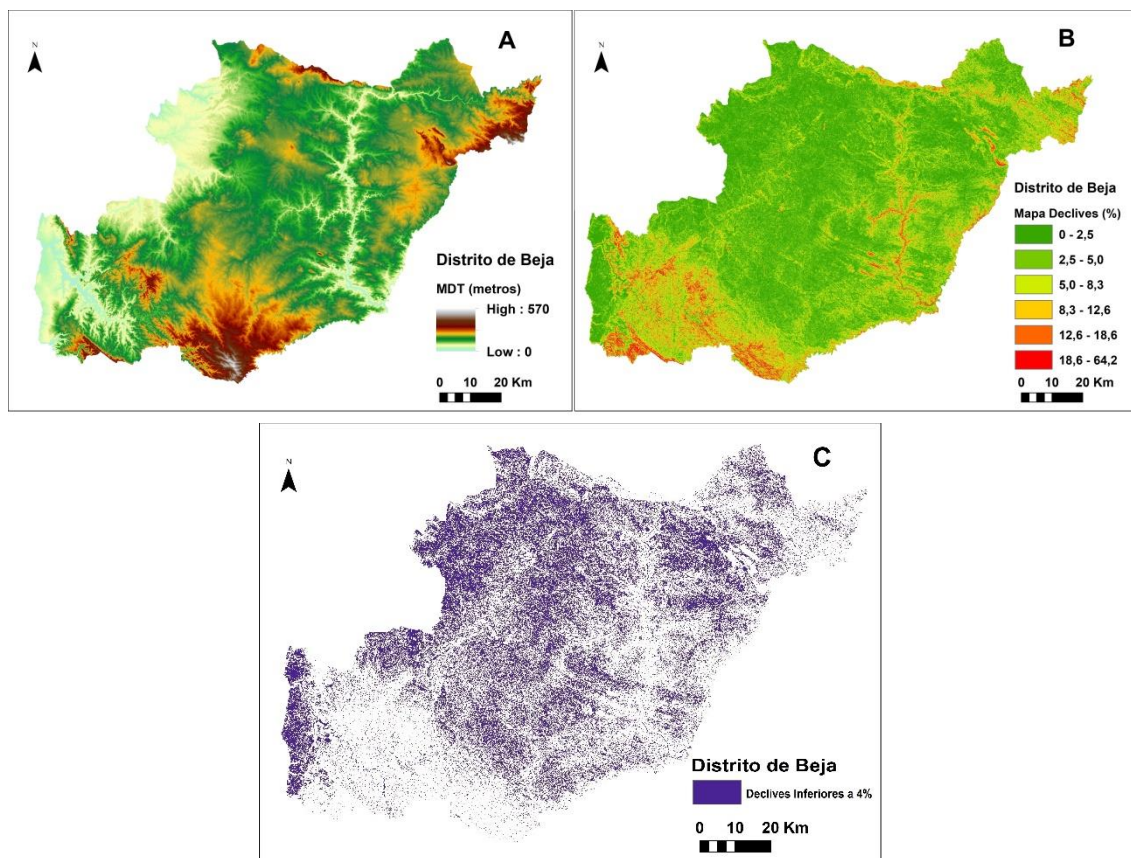 N
A
Distrito de Beja
MDT (metros)
High : 570
Low : 0
0 10 20 Km
N
B
Distrito de Beja
Mapa Declives (%)
0 - 2,5
2,5 - 5,0
5,0 - 8,3
8,3 - 12,6
12,6 - 18,6
18,6 - 64,2
0 10 20 Km
N
C
Distrito de Beja
Declives Inferiores a 4%
0 10 20 Km